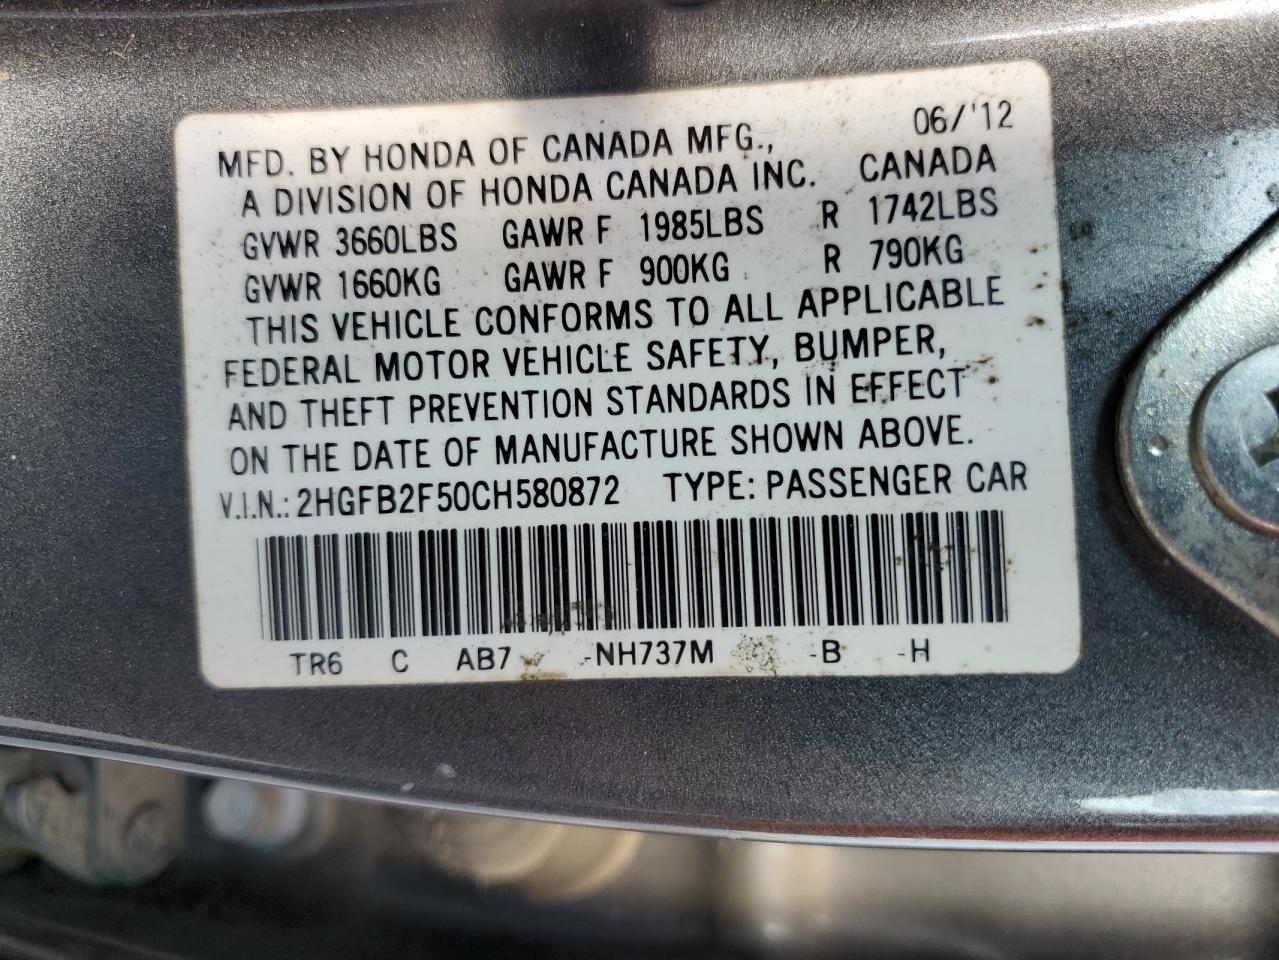 06/'12
MFD. BY HONDA OF CANADA MFG.,
A DIVISION OF HONDA CANADA INC. CANADA
GVWR 3660LBS GAWR F 1985LBS R 1742LBS
GVWR 1660KG GAWR F 900KG R 790KG
THIS VEHICLE CONFORMS TO ALL APPLICABLE
FEDERAL MOTOR VEHICLE SAFETY, BUMPER,
AND THEFT PREVENTION STANDARDS IN EFFECT
ON THE DATE OF MANUFACTURE SHOWN ABOVE.
V.I.N.: 2HGFB2F50CH580872 TYPE: PASSENGER CAR
TR6 C AB7 -NH737M -B -H